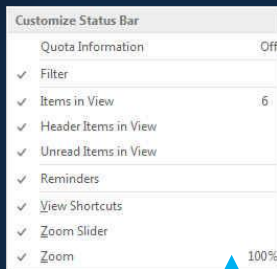 Customize Status Bar
Quota Information Off
✓ Filter
✓ Items in View 6
✓ Header Items in View
✓ Unread Items in View
✓ Reminders
✓ View Shortcuts
✓ Zoom Slider
✓ Zoom 100%